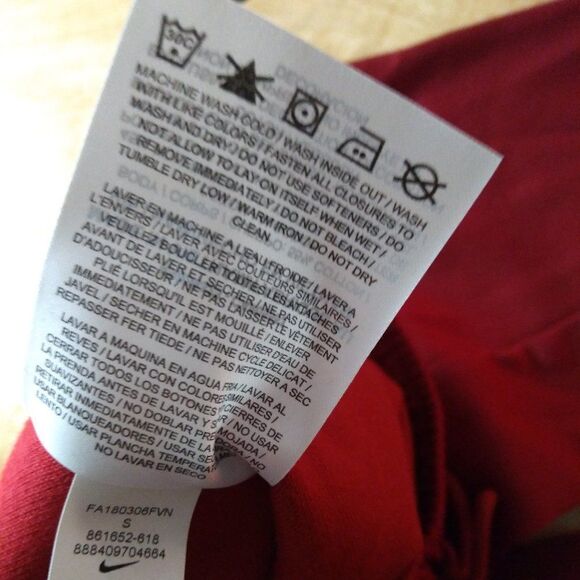 30C
MACHINE WASH COLD / WASH INSIDE OUT / WASH
WITH LIKE COLORS / FASTEN ALL CLOSURES TO
WASH AND DRY / DO NOT USE SOFTENERS / DO
NOT ALLOW TO LAY ON ITSELF WHEN WET /
REMOVE IMMEDIATELY / DO NOT BLEACH /
TUMBLE DRY LOW / WARM IRON / DO NOT DRY
CLEAN
LAVER EN MACHINE A L'EAU FROIDE / LAVER A
L'ENVERS / LAVER AVEC COULEURS SIMILAIRES /
VEUILLEZ BOUCLER TOUTES LES ATTACHES
AVANT DE LAVER ET SECHER / NE PAS UTILISER
D'ADOUCISSEUR / NE PAS LAISSER LE VÊTEMENT
PLIÉ LORSQU'IL EST MOUILLÉ / ENLEVER
IMMEDIATEMENT / NE PAS UTILISER D'EAU DE
JAVEL / SECHER EN MACHINE CYCLE DELICAT /
REPASSER FER TIEDE / NE PAS NETTOYER A SEC
LAVAR A MAQUINA EN AGUA FRIA / LAVAR AL
REVES / LAVAR CON COLORES SIMILARES /
CERRAR TODOS LOS BOTONES / CIERRES DE
LA PRENDA ANTES DE LAVAR Y / NO USAR
SUAVIZANTES / NO DOBLAR MOJADA /
RETIRAR INMEDIATAMENTE DE LA / NO
USAR BLANQUEADORES / USAR
LENTO / USAR PLANCHA
NO LAVAR EN SECO
FA180306FVN
S
861652-618
888409704664